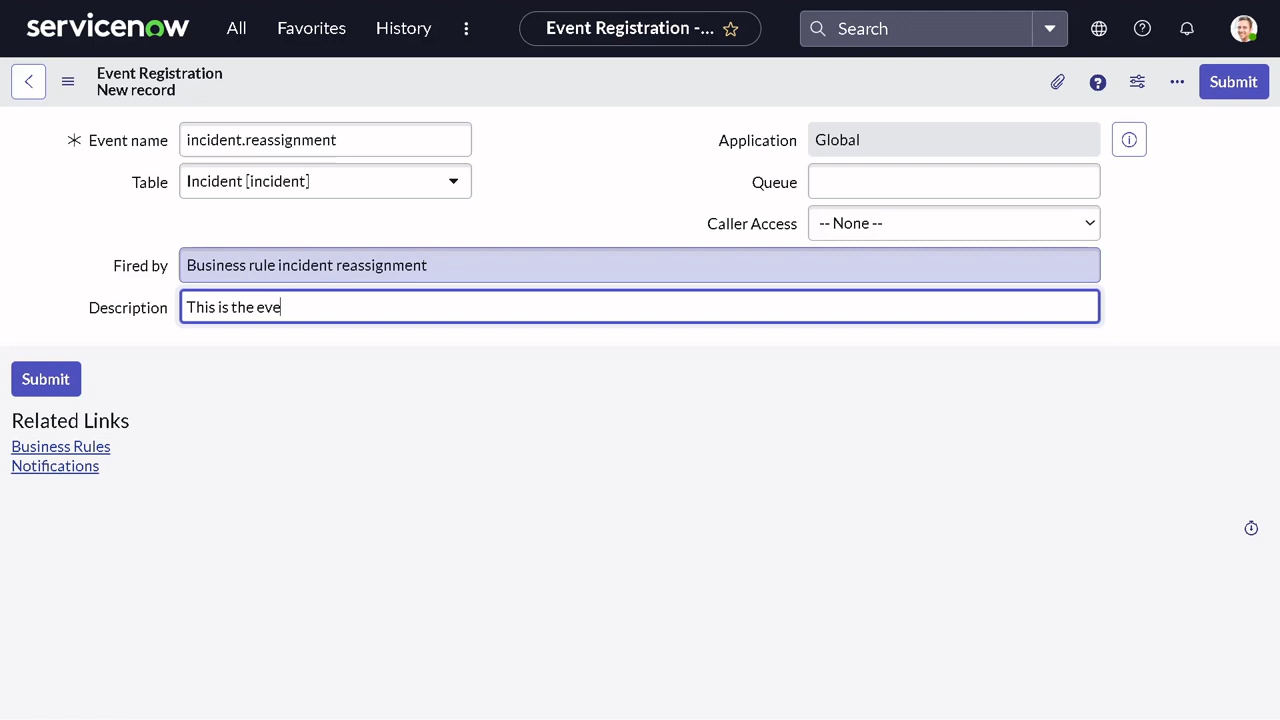 servicenow All Favorites History Event Registration -... Search
Event Registration
New record
Submit
Event name incident.reassignment Application Global
Table Incident [incident] Queue
Caller Access -- None --
Fired by Business rule incident reassignment
Description This is the eve
Submit
Related Links
Business Rules
Notifications